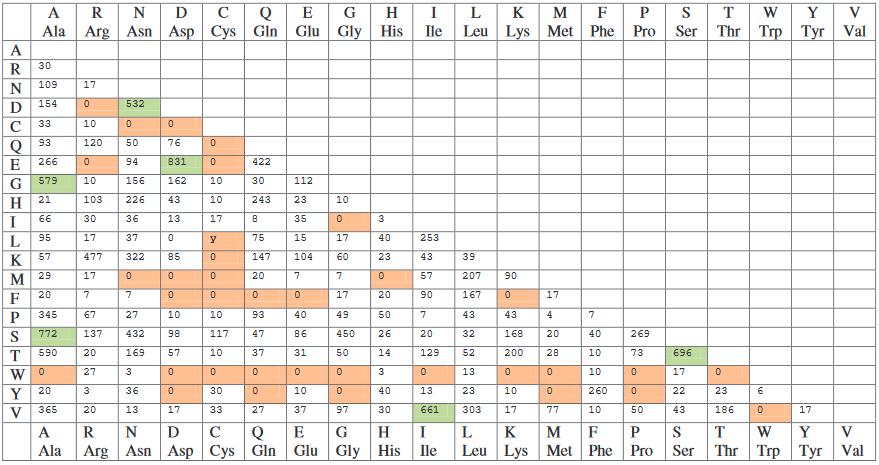 A R N D C Q E G H I L K M F P S T W Y V
Ala Arg Asn Asp Cys Gln Glu Gly His Ile Leu Lys Met Phe Pro Ser Thr Trp Tyr Val
A
R 30
N 109 17
D 154 0 532
C 33 10 0 0
Q 93 120 50 76 0
E 266 0 94 831 0 422
G 579 10 156 162 10 30 112
H 21 103 226 43 10 243 23 10
I 66 30 36 13 17 8 35 0 3
L 95 17 37 0 y 75 15 17 40 253
K 57 477 322 85 0 147 104 60 23 43 39
M 29 17 0 0 0 20 7 7 0 57 207 90
F 20 7 7 0 0 0 0 17 20 90 167 0 17
P 345 67 27 10 10 93 40 49 50 7 43 43 4 7
S 772 137 432 98 117 47 86 450 26 20 32 168 20 40 269
T 590 20 169 57 10 37 31 50 14 129 52 200 28 10 73 696
W 0 27 3 0 0 0 0 0 3 0 13 0 0 10 0 17 0
Y 20 3 36 0 30 0 10 0 40 13 23 10 0 260 0 22 23 6
V 365 20 13 17 33 27 37 97 30 661 303 17 77 10 50 43 186 0 17
A R N D C Q E G H I L K M F P S T W Y V
Ala Arg Asn Asp Cys Gln Glu Gly His Ile Leu Lys Met Phe Pro Ser Thr Trp Tyr Val